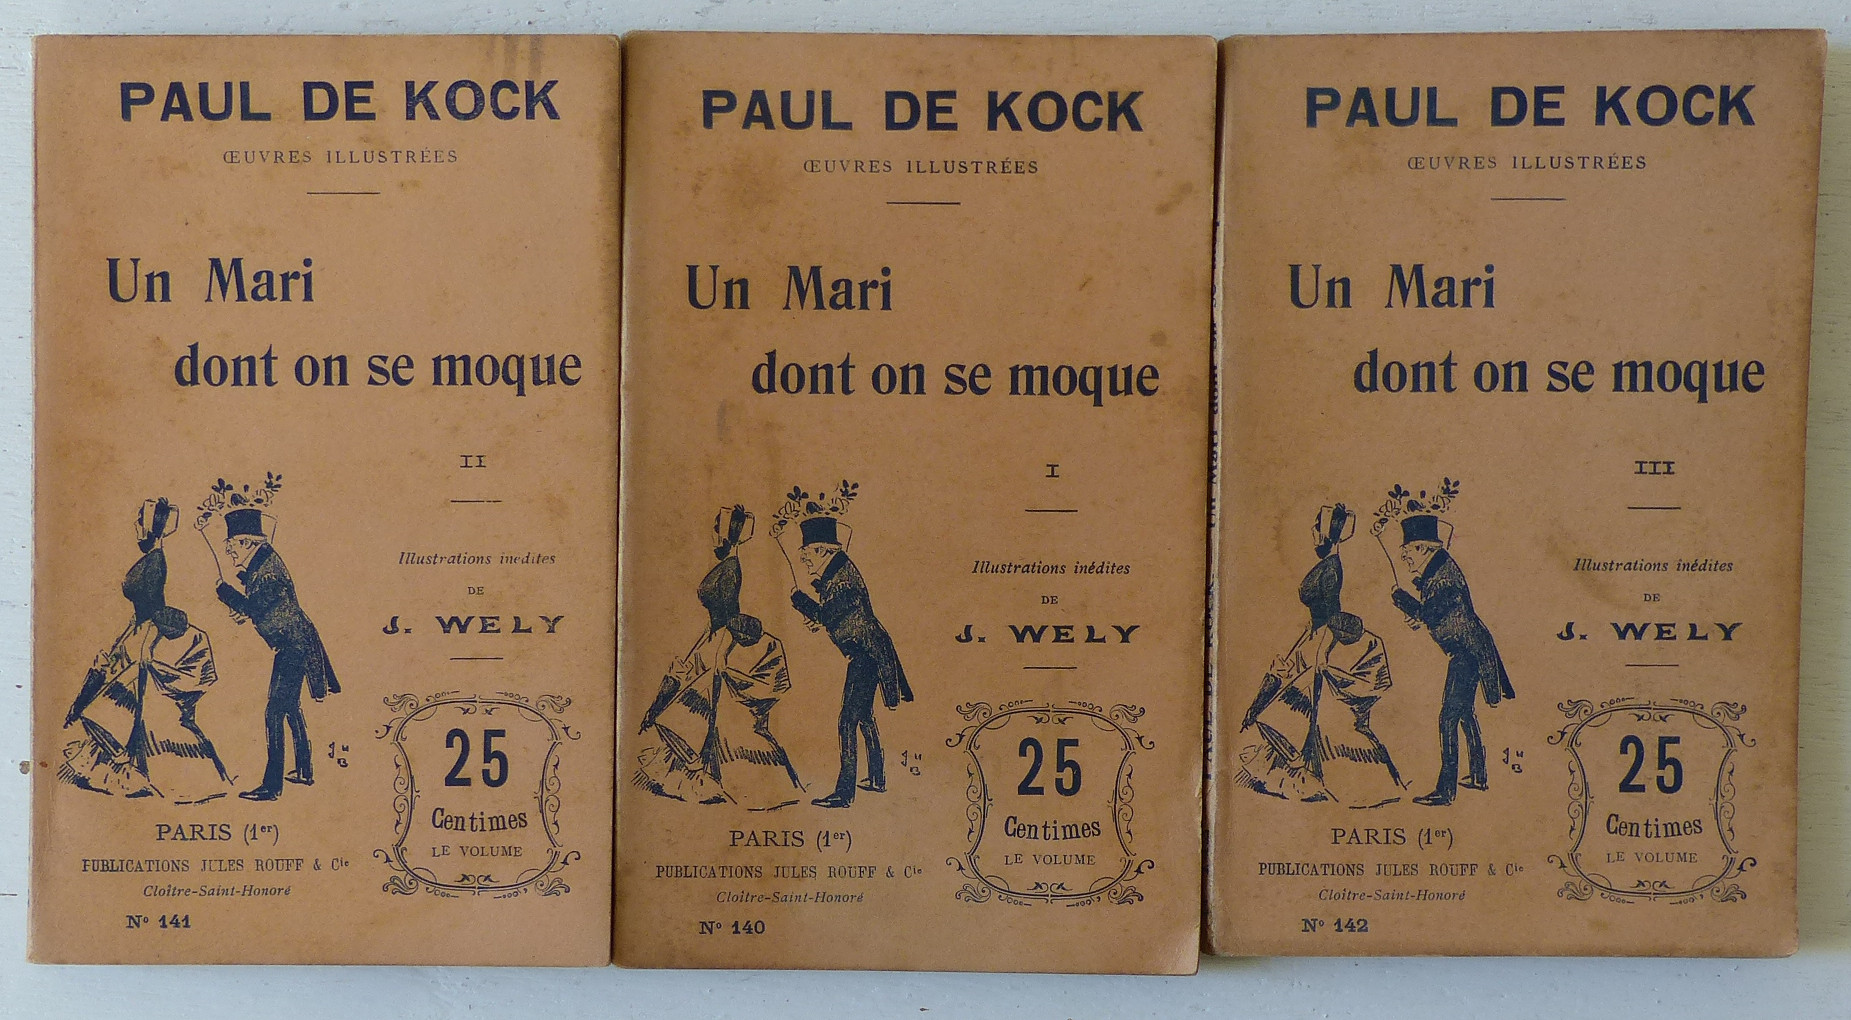 PAUL DE KOCK
ŒUVRES ILLUSTRÉES
Un Mari
dont on se moque
II
Illustrations inédites
DE
J. WELY
25
Centimes
LE VOLUME
PARIS (1er)
PUBLICATIONS JULES ROUFF & Cie
Cloître-Saint-Honoré
No 141
PAUL DE KOCK
ŒUVRES ILLUSTRÉES
Un Mari
dont on se moque
I
Illustrations inédites
DE
J. WELY
25
Centimes
LE VOLUME
PARIS (1er)
PUBLICATIONS JULES ROUFF & Cie
Cloître-Saint-Honoré
No 140
PAUL DE KOCK
ŒUVRES ILLUSTRÉES
Un Mari
dont on se moque
III
Illustrations inédites
DE
J. WELY
25
Centimes
LE VOLUME
PARIS (1er)
PUBLICATIONS JULES ROUFF & Cie
Cloître-Saint-Honoré
No 142